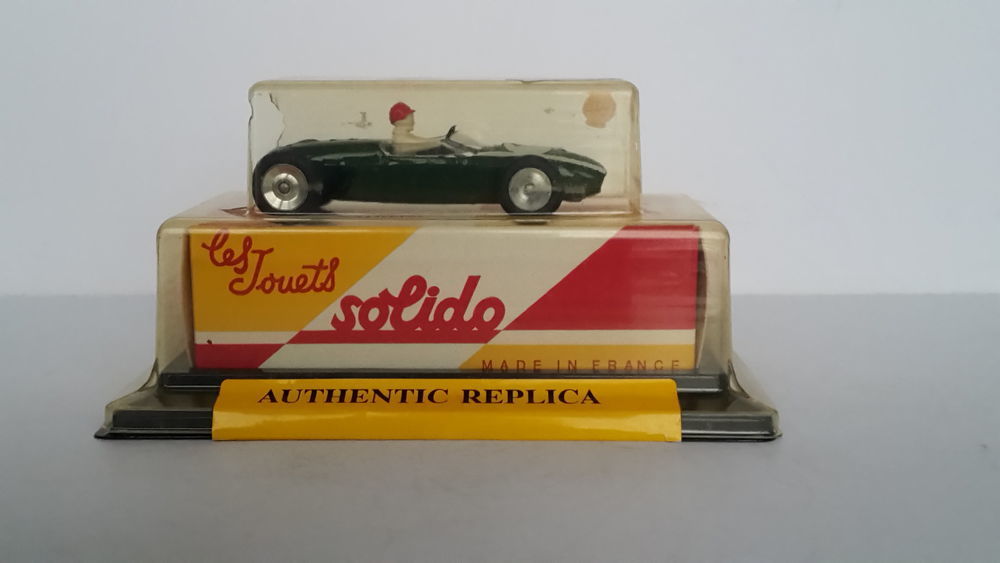 Les
Jouets
solido
MADE IN FRANCE
AUTHENTIC REPLICA